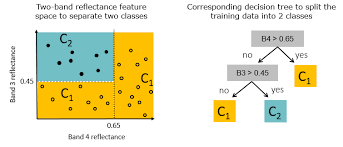 Two-band reflectance feature
space to separate two classes
C2
C1
C1
Band 3 reflectance
0.45
0.65
Band 4 reflectance
Corresponding decision tree to split the
training data into 2 classes
B4 > 0.65
no
yes
B3 > 0.45
C1
no
yes
C1
C2